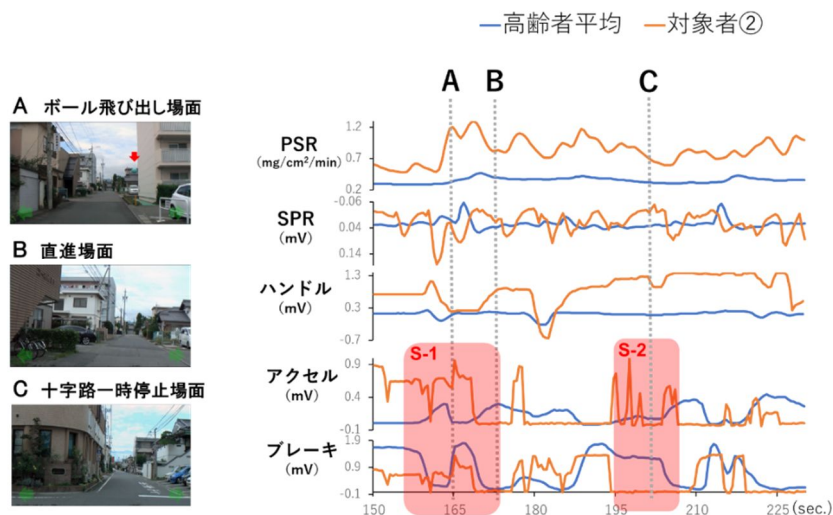 高齢者平均 対象者②
A ボール飛び出し場面
B 直進場面
C 十字路一時停止場面
A B C
PSR
(mg/cm²/min)
1.2
0.7
0.2
SPR
(mV)
-0.06
0.04
0.14
ハンドル
(mV)
1.3
0.3
-0.7
S-1 S-2
アクセル
(mV)
0.9
0.4
-0.1
ブレーキ
(mV)
1.9
0.9
-0.1
150 165 180 195 210 225 (sec.)